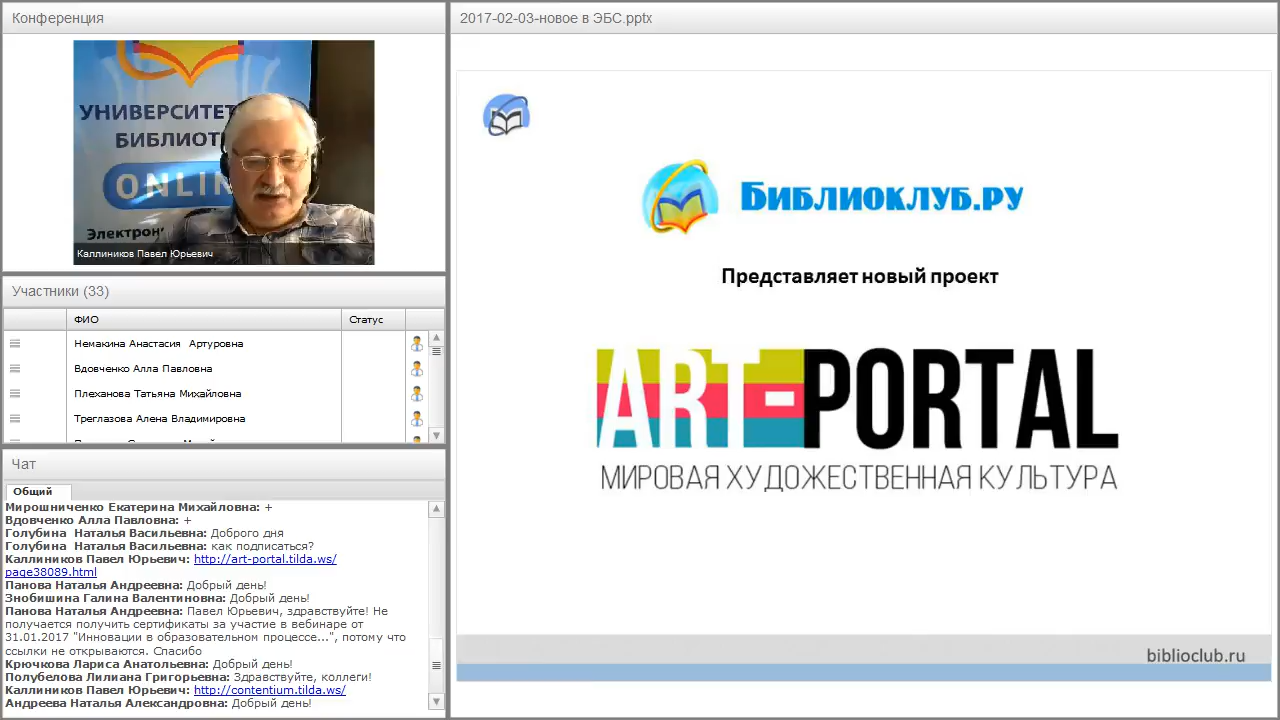 Конференция
УНИВЕРСИТЕТ
БИБЛИОТ
ONLIN
Электрон
Каллиников Павел Юрьевич
Участники (33)
ФИО
Статус
Немакина Анастасия Артуровна
Вдовченко Алла Павловна
Плеханова Татьяна Михайловна
Треглазова Алена Владимировна
Чат
Общий
Мирошниченко Екатерина Михайловна: +
Вдовченко Алла Павловна: +
Голубина Наталья Васильевна: Доброго дня
Голубина Наталья Васильевна: как подписаться?
Каллиников Павел Юрьевич: http://art-portal.tilda.ws/
page38089.html
Панова Наталья Андреевна: Добрый день!
Знобишина Галина Валентиновна: Добрый день!
Панова Наталья Андреевна: Павел Юрьевич, здравствуйте! Не
получается получить сертификаты за участие в вебинаре от
31.01.2017 "Инновации в образовательном процессе...", потому что
ссылки не открываются. Спасибо
Крючкова Лариса Анатольевна: Добрый день!
Полубелова Лилиана Григорьевна: Здравствуйте, коллеги!
Каллиников Павел Юрьевич: http://contentium.tilda.ws/
Андреева Наталья Александровна: Добрый день!
2017-02-03-новое в ЭБС.pptx
БИБЛИОКЛУБ.РУ
Представляет новый проект
ART-PORTAL
МИРОВАЯ ХУДОЖЕСТВЕННАЯ КУЛЬТУРА
biblioclub.ru